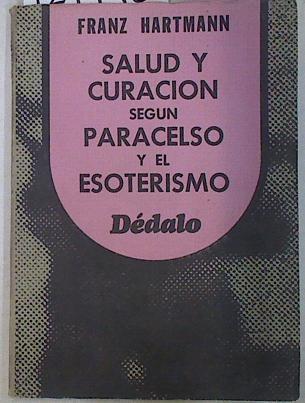 FRANZ HARTMANN
SALUD Y
CURACION
SEGUN
PARACELSO
Y EL
ESOTERISMO
Dédalo